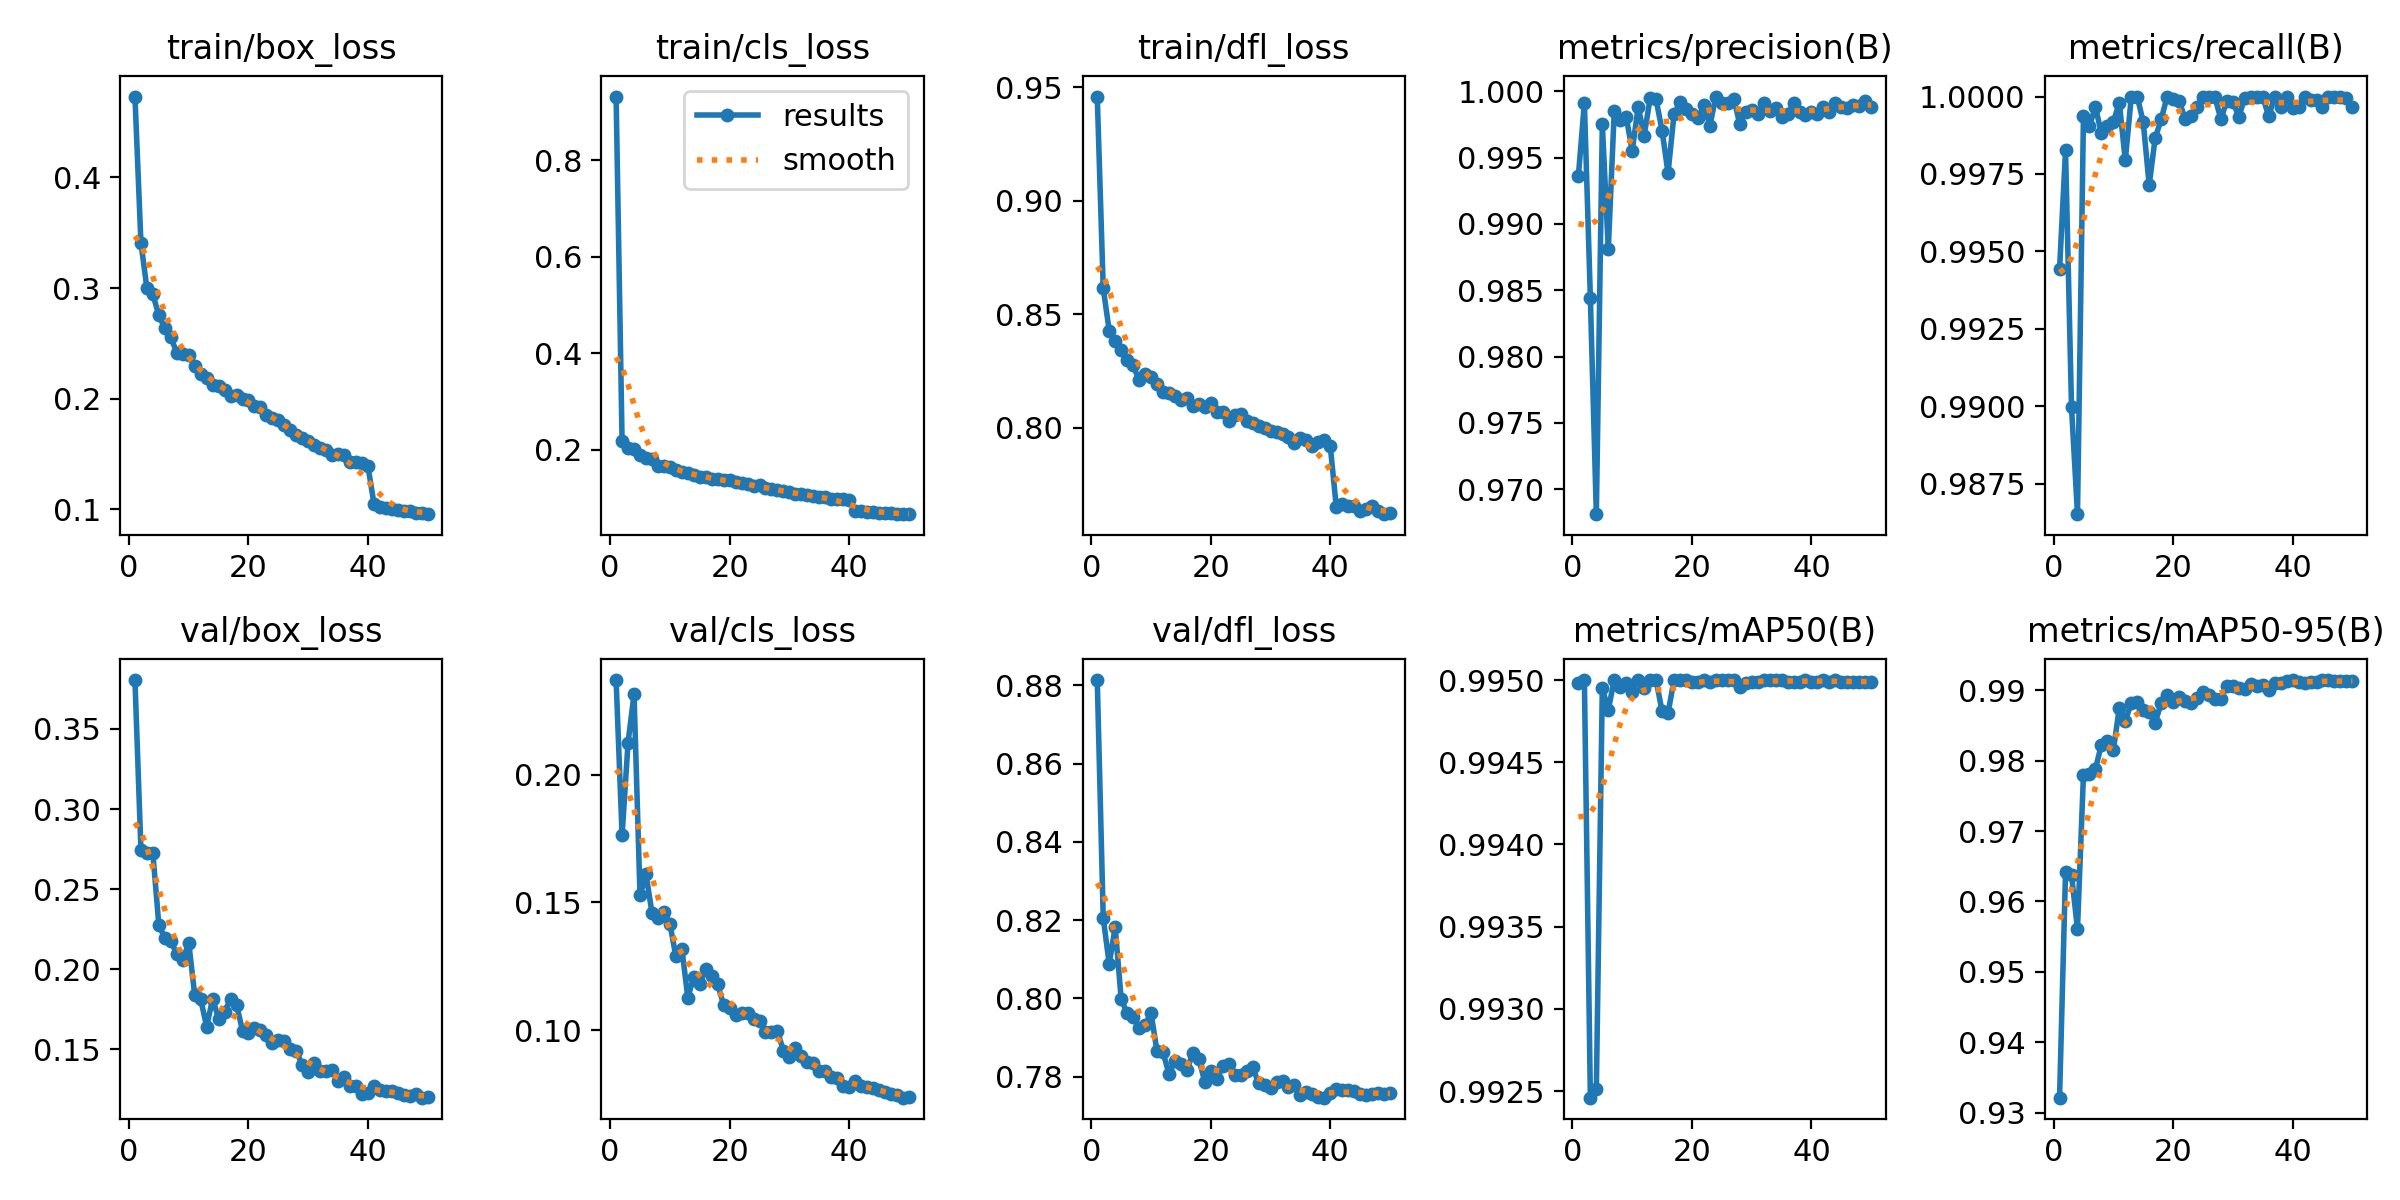 train/box_loss
0.4
0.3
0.2
0.1
0 20 40
train/cls_loss
results
smooth
0.8
0.6
0.4
0.2
0 20 40
train/dfl_loss
0.95
0.90
0.85
0.80
0 20 40
metrics/precision(B)
1.000
0.995
0.990
0.985
0.980
0.975
0.970
0 20 40
metrics/recall(B)
1.0000
0.9975
0.9950
0.9925
0.9900
0.9875
0 20 40
val/box_loss
0.35
0.30
0.25
0.20
0.15
0 20 40
val/cls_loss
0.20
0.15
0.10
0 20 40
val/dfl_loss
0.88
0.86
0.84
0.82
0.80
0.78
0 20 40
metrics/mAP50(B)
0.9950
0.9945
0.9940
0.9935
0.9930
0.9925
0 20 40
metrics/mAP50-95(B)
0.99
0.98
0.97
0.96
0.95
0.94
0.93
0 20 40